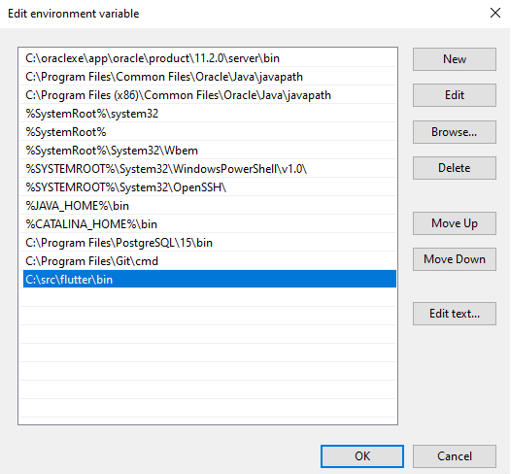 Edit environment variable
C:\oraclexe\app\oracle\product\11.2.0\server\bin
C:\Program Files\Common Files\Oracle\Java\javapath
C:\Program Files (x86)\Common Files\Oracle\Java\javapath
%SystemRoot%\system32
%SystemRoot%
%SystemRoot%\System32\Wbem
%SYSTEMROOT%\System32\WindowsPowerShell\v1.0\
%SYSTEMROOT%\System32\OpenSSH\
%JAVA_HOME%\bin
%CATALINA_HOME%\bin
C:\Program Files\PostgreSQL\15\bin
C:\Program Files\Git\cmd
C:\src\flutter\bin
New
Edit
Browse...
Delete
Move Up
Move Down
Edit text...
OK
Cancel